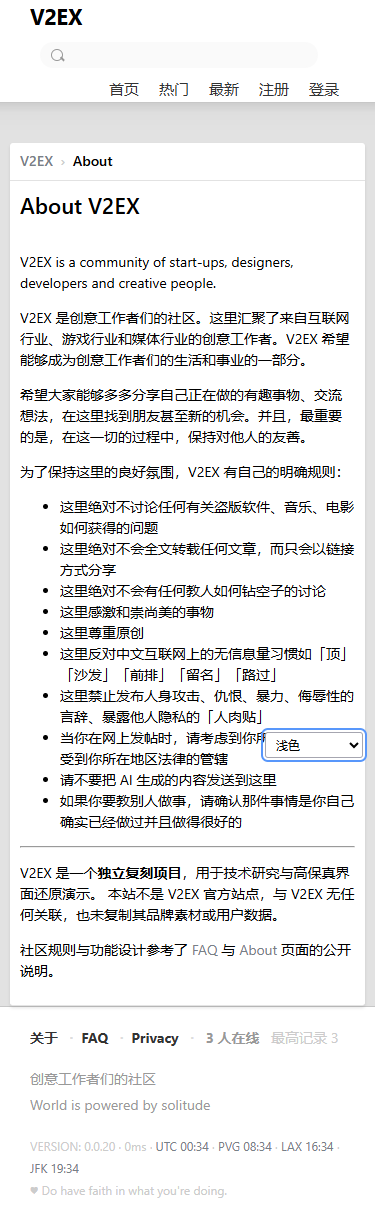 V2EX
首页 热门 最新 注册 登录
V2EX › About
About V2EX
V2EX is a community of start-ups, designers,
developers and creative people.
V2EX 是创意工作者们的社区。这里汇聚了来自互联网
行业、游戏行业和媒体行业的创意工作者。V2EX 希望
能够成为创意工作者们的生活和事业的一部分。
希望大家能够多多分享自己正在做的有趣事物、交流
想法，在这里找到朋友甚至新的机会。并且，最重要
的是，在这一切的过程中，保持对他人的友善。
为了保持这里的良好氛围，V2EX 有自己的明确规则：
• 这里绝对不讨论任何有关盗版软件、音乐、电影
如何获得的问题
• 这里绝对不会全文转载任何文章，而只会以链接
方式分享
• 这里绝对不会有任何教人如何钻空子的讨论
• 这里感激和崇尚美的事物
• 这里尊重原创
• 这里反对中文互联网上的无信息量习惯如「顶」
「沙发」「前排」「留名」「路过」
• 这里禁止发布人身攻击、仇恨、暴力、侮辱性的
言辞、暴露他人隐私的「人肉贴」
• 当你在网上发帖时，请考虑到你
浅色
受到你所在地区法律的管辖
• 请不要把 AI 生成的内容发送到这里
• 如果你要教别人做事，请确认那件事情是你自己
确实已经做过并且做得很好的
V2EX 是一个独立复刻项目，用于技术研究与高保真界
面还原演示。 本站不是 V2EX 官方站点，与 V2EX 无任
何关联，也未复制其品牌素材或用户数据。
社区规则与功能设计参考了 FAQ 与 About 页面的公开
说明。
关于 · FAQ · Privacy · 3 人在线 最高记录 3
创意工作者们的社区
World is powered by solitude
VERSION: 0.0.20 · 0ms · UTC 00:34 · PVG 08:34 · LAX 16:34 ·
JFK 19:34
♥ Do have faith in what you're doing.